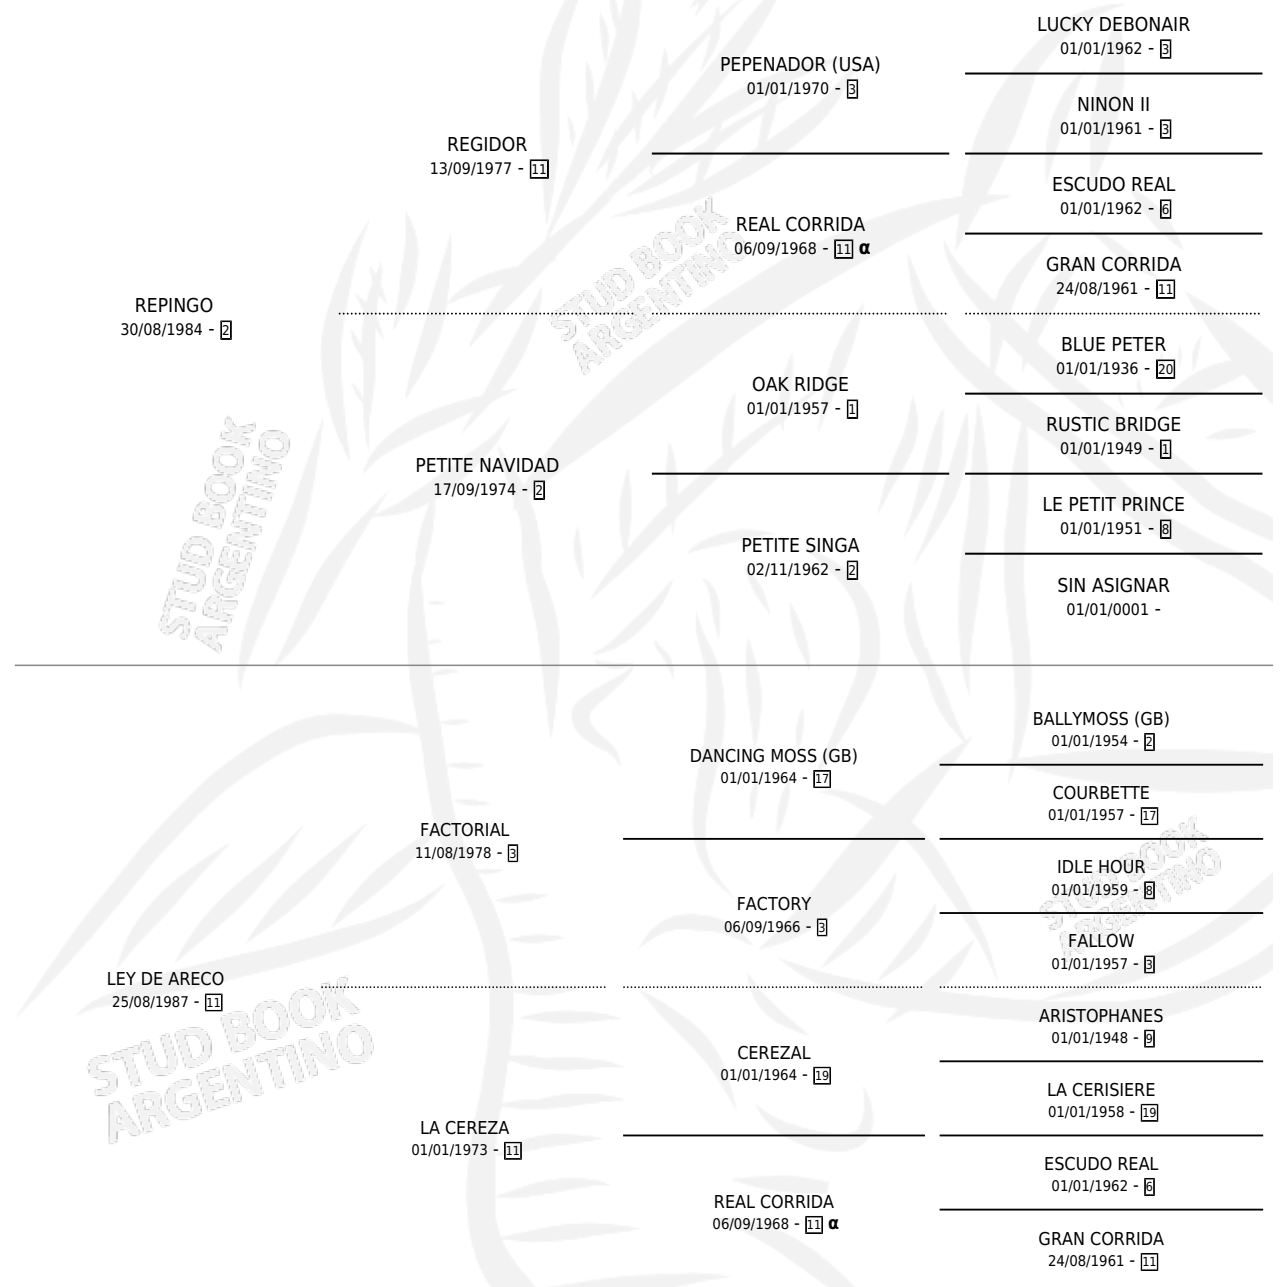 LUCKY DEBONAIR
01/01/1962 - 3
PEPENADOR (USA)
01/01/1970 - 3
NINON II
01/01/1961 - 3
REGIDOR
13/09/1977 - 11
ESCUDO REAL
01/01/1962 - 6
REAL CORRIDA
06/09/1968 - 11 α
GRAN CORRIDA
24/08/1961 - 11
REPINGO
30/08/1984 - 2
BLUE PETER
01/01/1936 - 20
OAK RIDGE
01/01/1957 - 1
RUSTIC BRIDGE
01/01/1949 - 1
PETITE NAVIDAD
17/09/1974 - 2
LE PETIT PRINCE
01/01/1951 - 8
PETITE SINGA
02/11/1962 - 2
SIN ASIGNAR
01/01/0001 -
BALLYMOSS (GB)
01/01/1954 - 2
DANCING MOSS (GB)
01/01/1964 - 17
COURBETTE
01/01/1957 - 17
FACTORIAL
11/08/1978 - 3
IDLE HOUR
01/01/1959 - 8
FACTORY
06/09/1966 - 3
FALLOW
01/01/1957 - 3
LEY DE ARECO
25/08/1987 - 11
ARISTOPHANES
01/01/1948 - 9
CEREZAL
01/01/1964 - 19
LA CERISIERE
01/01/1958 - 19
LA CEREZA
01/01/1973 - 11
ESCUDO REAL
01/01/1962 - 6
REAL CORRIDA
06/09/1968 - 11 α
GRAN CORRIDA
24/08/1961 - 11
STUD BOOK
ARGENTINO
STUD BOOK
ARGENTINO
STUD BOOK
ARGENTINO
STUD BOOK
ARGENTINO